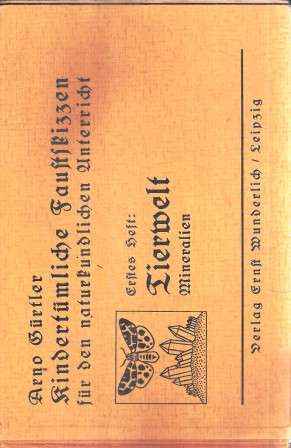 Arno Gürtler
Kindertümliche Faustskizzen
für den naturkundlichen Unterricht
Erstes Heft:
Tierwelt
Mineralien
Verlag Ernst Wunderlich / Leipzig